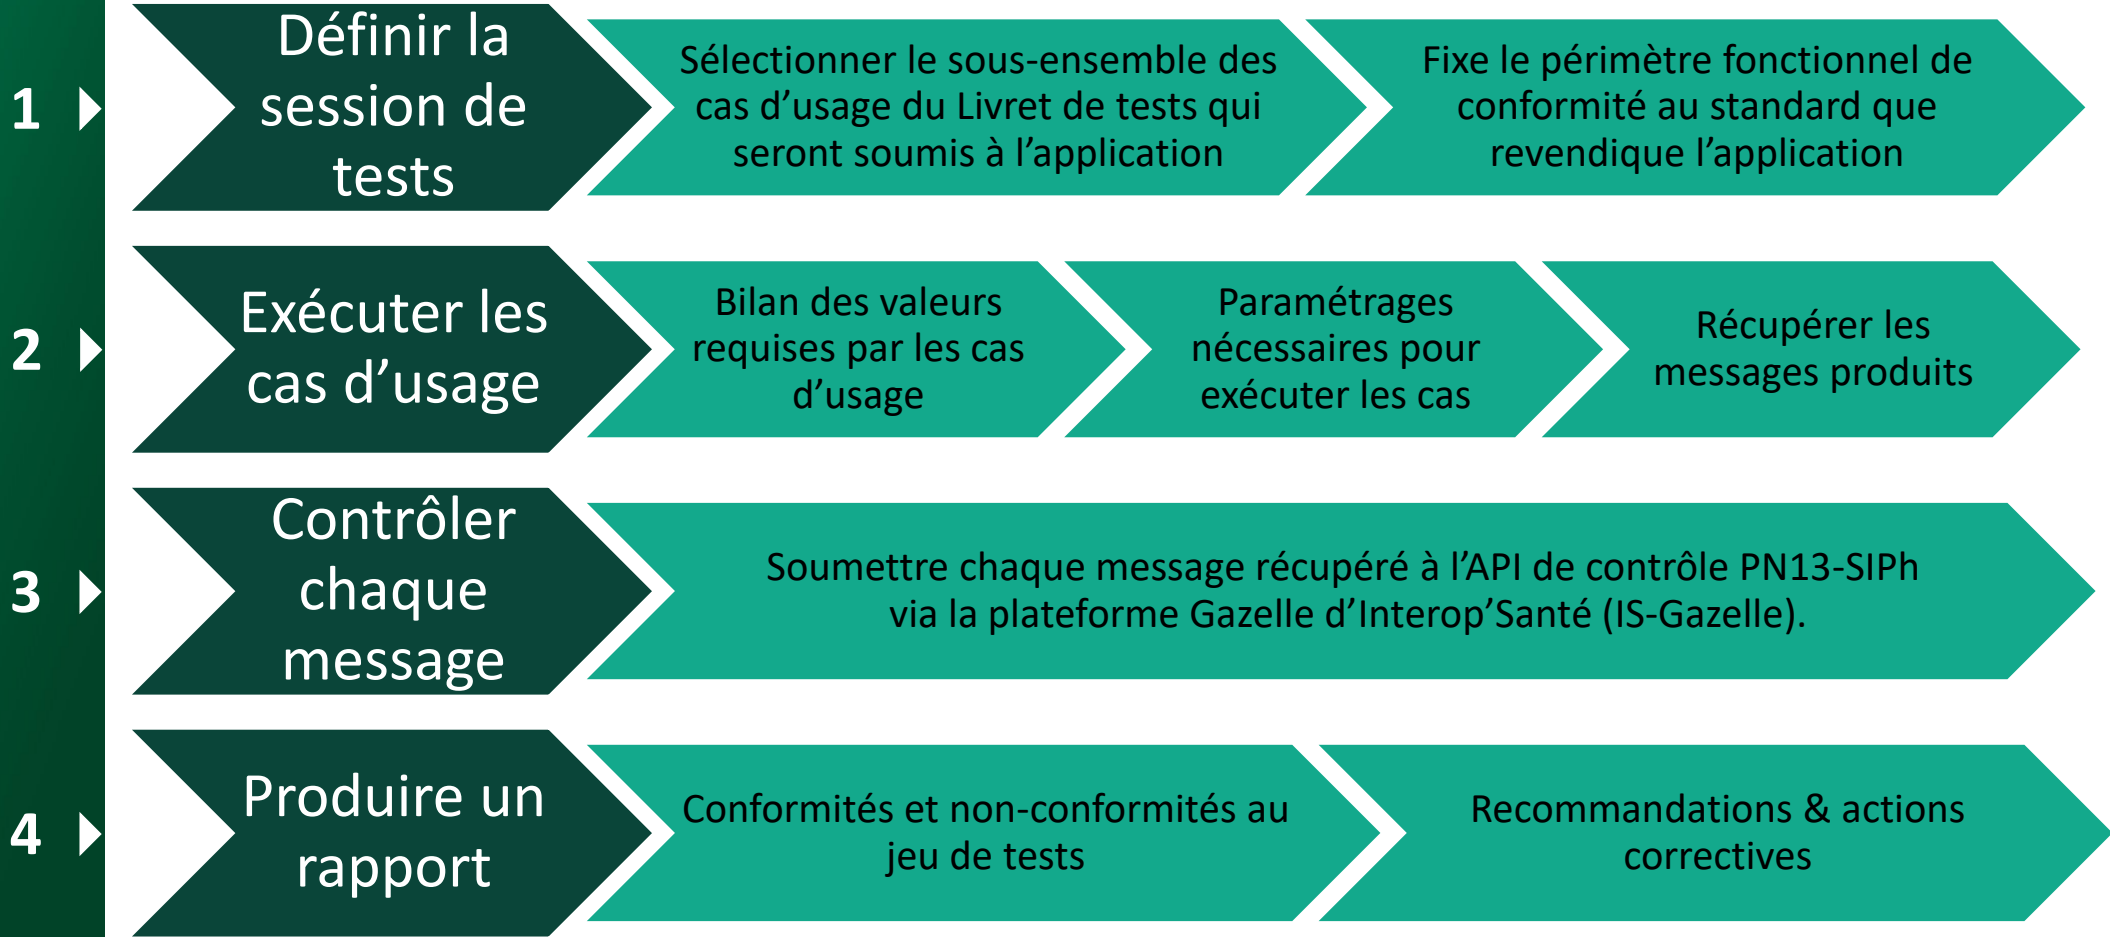 1
Définir la
session de
tests
Sélectionner le sous-ensemble des
cas d’usage du Livret de tests qui
seront soumis à l’application
Fixe le périmètre fonctionnel de
conformité au standard que
revendique l’application
2
Exécuter les
cas d’usage
Bilan des valeurs
requises par les cas
d’usage
Paramétrages
nécessaires pour
exécuter les cas
Récupérer les
messages produits
3
Contrôler
chaque
message
Soumettre chaque message récupéré à l’API de contrôle PN13-SIPh
via la plateforme Gazelle d’Interop’Santé (IS-Gazelle).
4
Produire un
rapport
Conformités et non-conformités au
jeu de tests
Recommandations & actions
correctives